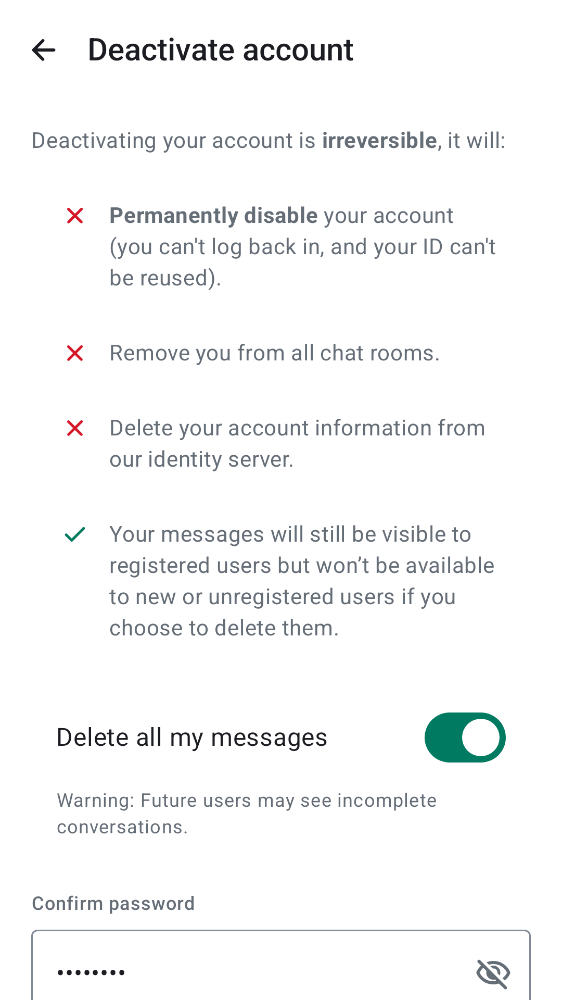 Deactivate account
Deactivating your account is irreversible, it will:
Permanently disable your account
(you can't log back in, and your ID can't
be reused).
Remove you from all chat rooms.
Delete your account information from
our identity server.
Your messages will still be visible to
registered users but won’t be available
to new or unregistered users if you
choose to delete them.
Delete all my messages
Warning: Future users may see incomplete
conversations.
Confirm password
••••••••